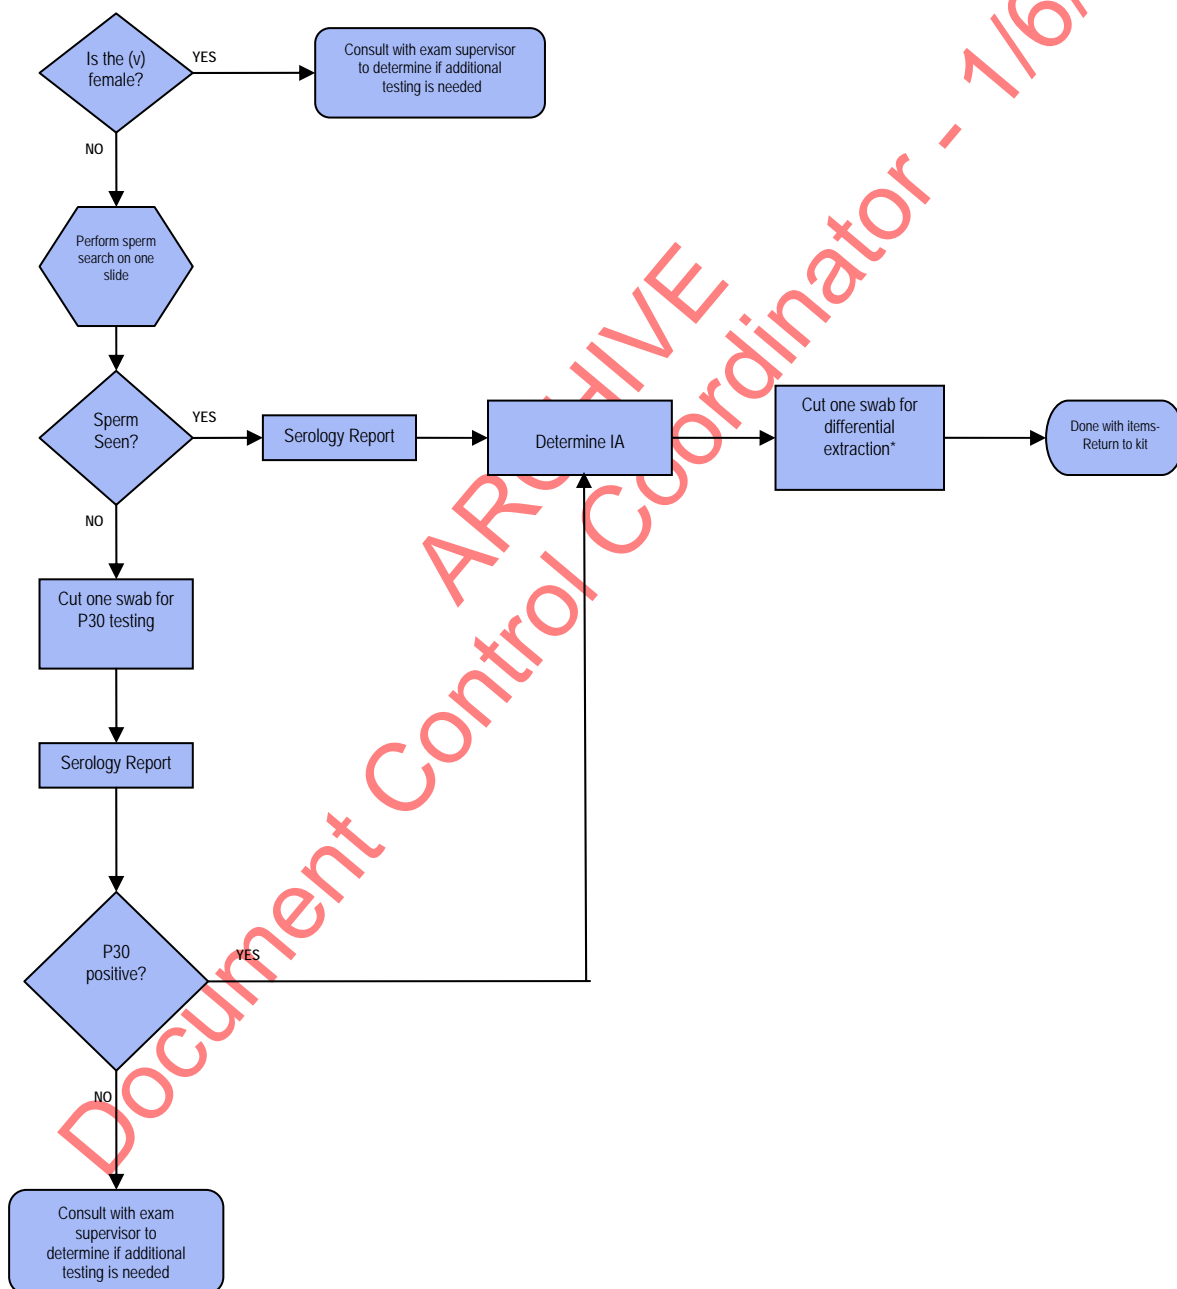 Is the (v)
female?
YES
Consult with exam supervisor
to determine if additional
testing is needed
NO
Perform sperm
search on one
slide
Sperm
Seen?
YES
Serology Report
Determine IA
Cut one swab for
differential
extraction*
Done with items-
Return to kit
NO
Cut one swab for
P30 testing
Serology Report
P30
positive?
YES
NO
Consult with exam
supervisor to
determine if additional
testing is needed
ARCHIVE
Document Control Coordinator - 1/6/